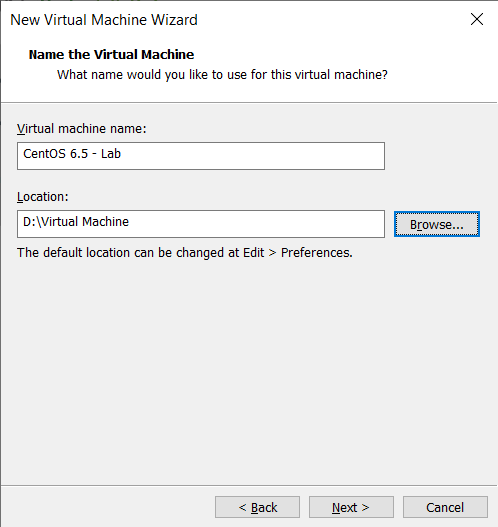 New Virtual Machine Wizard
Name the Virtual Machine
What name would you like to use for this virtual machine?
Virtual machine name:
CentOS 6.5 - Lab
Location:
D:\Virtual Machine
Browse...
The default location can be changed at Edit > Preferences.
< Back
Next >
Cancel